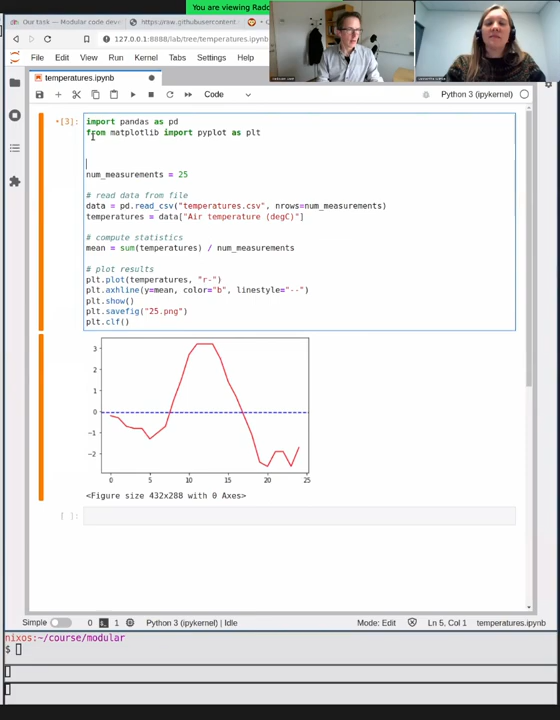 You are viewing Rado
Our task — Modular code deve
https://raw.githubusercontent
127.0.0.1:8888/lab/tree/temperatures.ipynb
File Edit View Run Kernel Tabs Settings Help
temperatures.ipynb
Code
Python 3 (ipykernel)
[3]:
import pandas as pd
from matplotlib import pyplot as plt
num_measurements = 25
# read data from file
data = pd.read_csv("temperatures.csv", nrows=num_measurements)
temperatures = data["Air temperature (degC)"]
# compute statistics
mean = sum(temperatures) / num_measurements
# plot results
plt.plot(temperatures, "r-")
plt.axhline(y=mean, color="b", linestyle="--")
plt.show()
plt.savefig("25.png")
plt.clf()
3
2
1
0
−1
−2
0 5 10 15 20 25
<Figure size 432x288 with 0 Axes>
[ ]:
Simple 0 1 Python 3 (ipykernel) | Idle Mode: Edit Ln 5, Col 1 temperatures.ipynb
nixos:~/course/modular
$